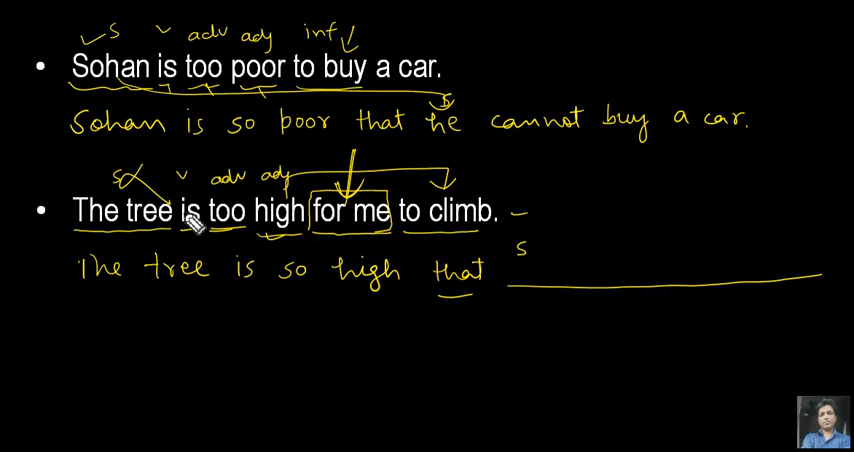 S v adv adj inf
• Sohan is too poor to buy a car.
S
Sohan is so poor that he cannot buy a car.
S v adv adj
• The tree is too high for me to climb.
S
The tree is so high that